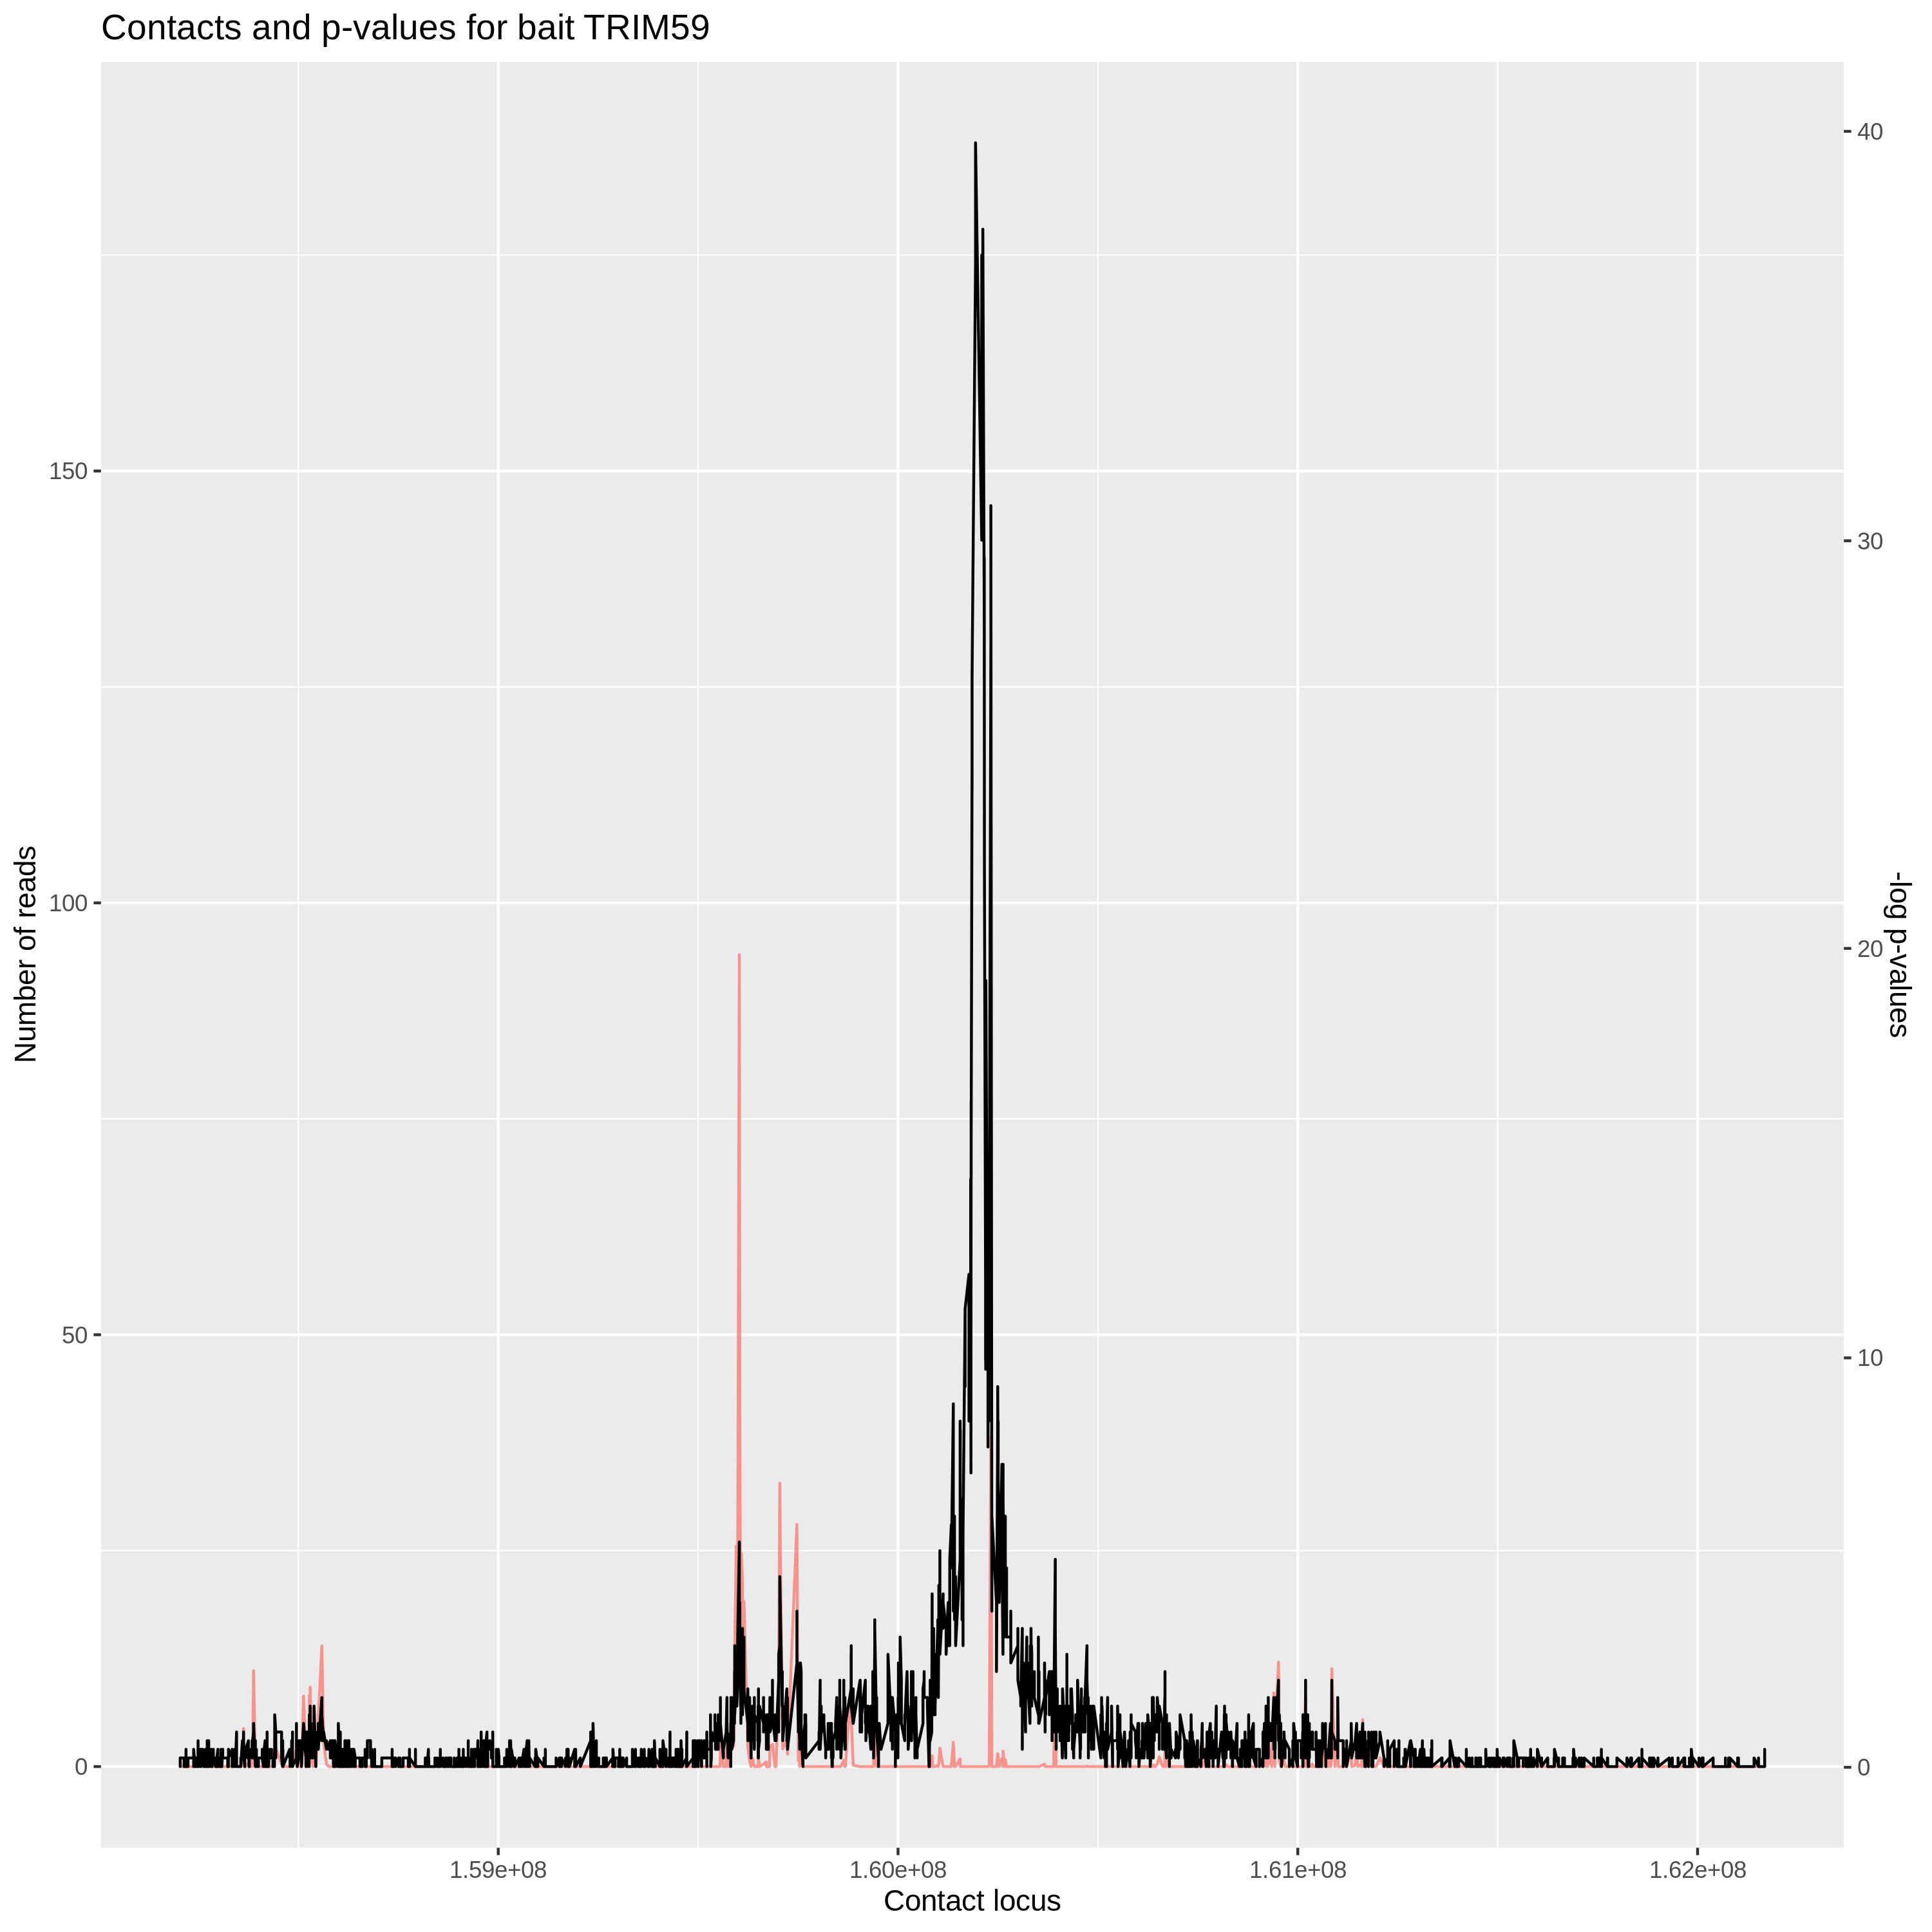 Contacts and p-values for bait TRIM59
40
150
30
Number of reads
100
-log p-values
20
50
10
0
0
1.59e+08
1.60e+08
1.61e+08
1.62e+08
Contact locus